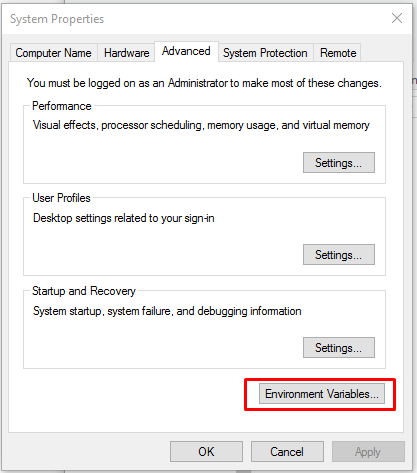 System Properties
Computer Name Hardware Advanced System Protection Remote
You must be logged on as an Administrator to make most of these changes.
Performance
Visual effects, processor scheduling, memory usage, and virtual memory
Settings...
User Profiles
Desktop settings related to your sign-in
Settings...
Startup and Recovery
System startup, system failure, and debugging information
Settings...
Environment Variables...
OK Cancel Apply